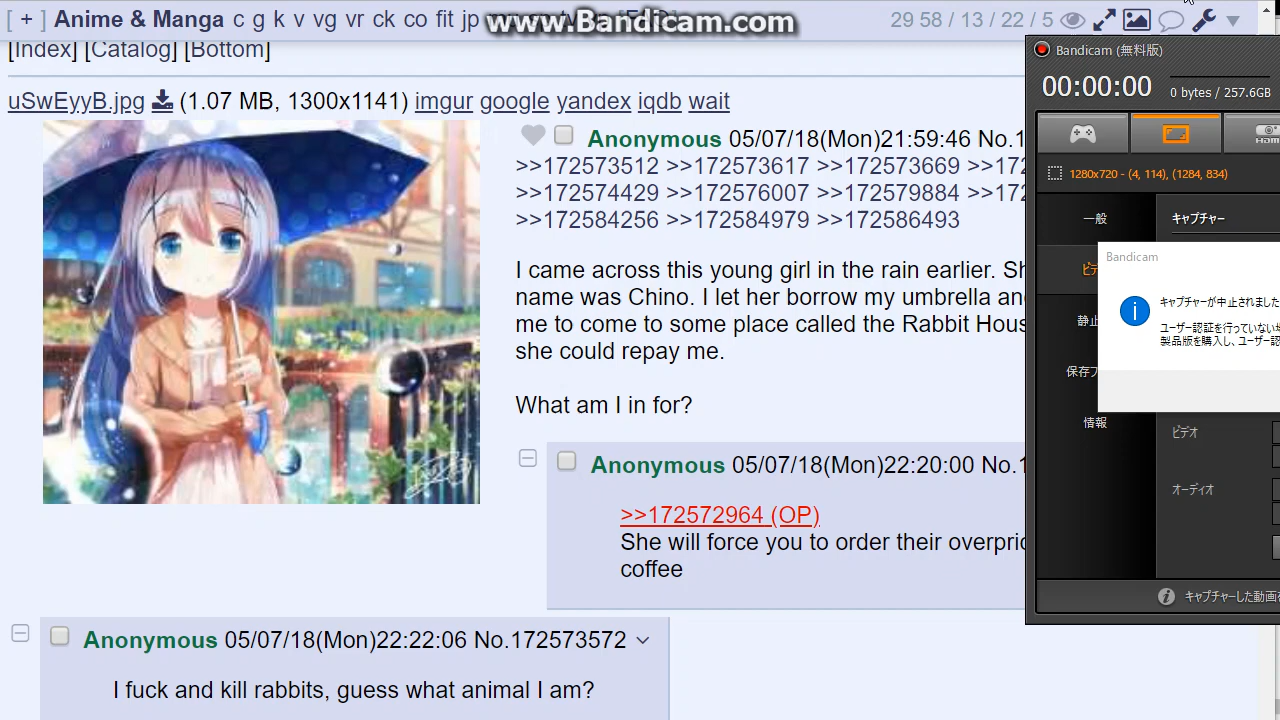 [ + ] Anime & Manga c g k v vg vr ck co fit jp
www.Bandicam.com
29 58 / 13 / 22 / 5
[Index] [Catalog] [Bottom]
uSwEyyB.jpg (1.07 MB, 1300x1141) imgur google yandex iqdb wait
Anonymous 05/07/18(Mon)21:59:46 No.1
>>172573512 >>172573617 >>172573669 >>172
>>172574429 >>172576007 >>172579884 >>172
>>172584256 >>172584979 >>172586493
I came across this young girl in the rain earlier. Sh
name was Chino. I let her borrow my umbrella and
me to come to some place called the Rabbit Hous
she could repay me.
What am I in for?
Anonymous 05/07/18(Mon)22:20:00 No.1
>>172572964 (OP)
She will force you to order their overpric
coffee
Anonymous 05/07/18(Mon)22:22:06 No.172573572
I fuck and kill rabbits, guess what animal I am?
Bandicam (無料版)
00:00:00
0 bytes / 257.6GB
1280x720 - (4, 114), (1284, 834)
一般
キャプチャー
ビデ
静止
保存フ
情報
Bandicam
キャプチャーが中止されました
ユーザー認証を行っていない場
製品版を購入し、ユーザー認
ビデオ
オーディオ
キャプチャーした動画を